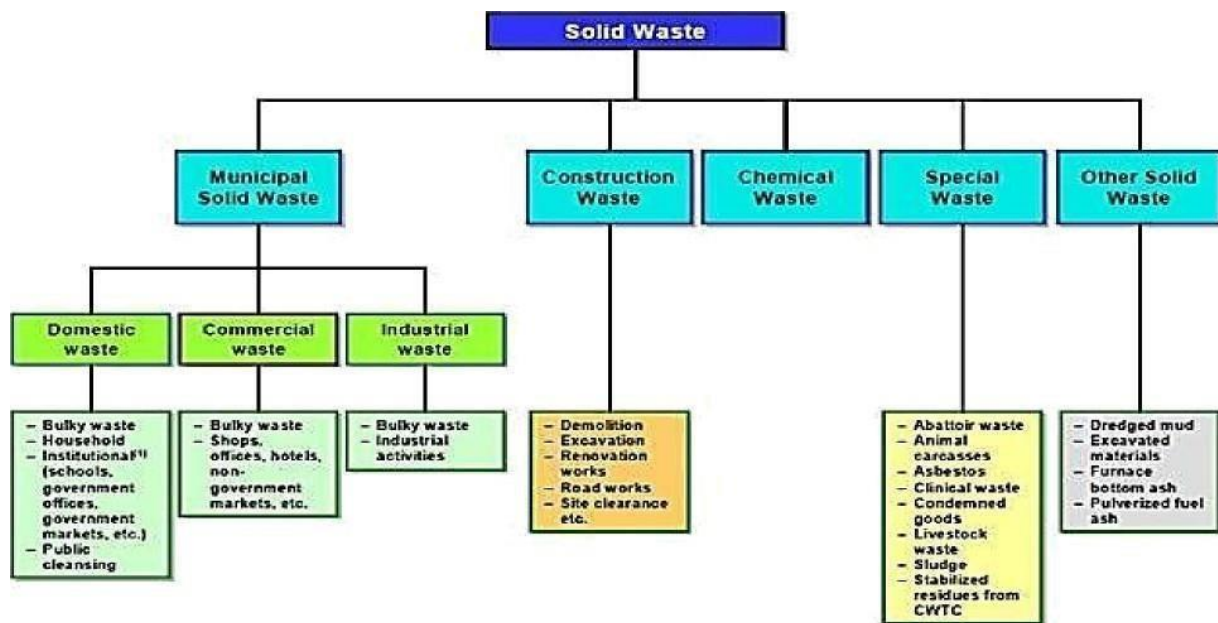 Solid Waste
Municipal
Solid Waste
Construction
Waste
Chemical
Waste
Special
Waste
Other Solid
Waste
Domestic
waste
Commercial
waste
Industrial
waste
– Bulky waste
– Household
– Institutional(1)
(schools,
government
offices,
government
markets, etc.)
– Public
cleansing
– Bulky waste
– Shops,
offices, hotels,
non-
government
markets, etc.
– Bulky waste
– Industrial
activities
– Demolition
– Excavation
– Renovation
works
– Road works
– Site clearance
etc.
– Abattoir waste
– Animal
carcasses
– Asbestos
– Clinical waste
– Condemned
goods
– Livestock
waste
– Sludge
– Stabilized
residues from
CWTC
– Dredged mud
– Excavated
materials
– Furnace
bottom ash
– Pulverized fuel
ash